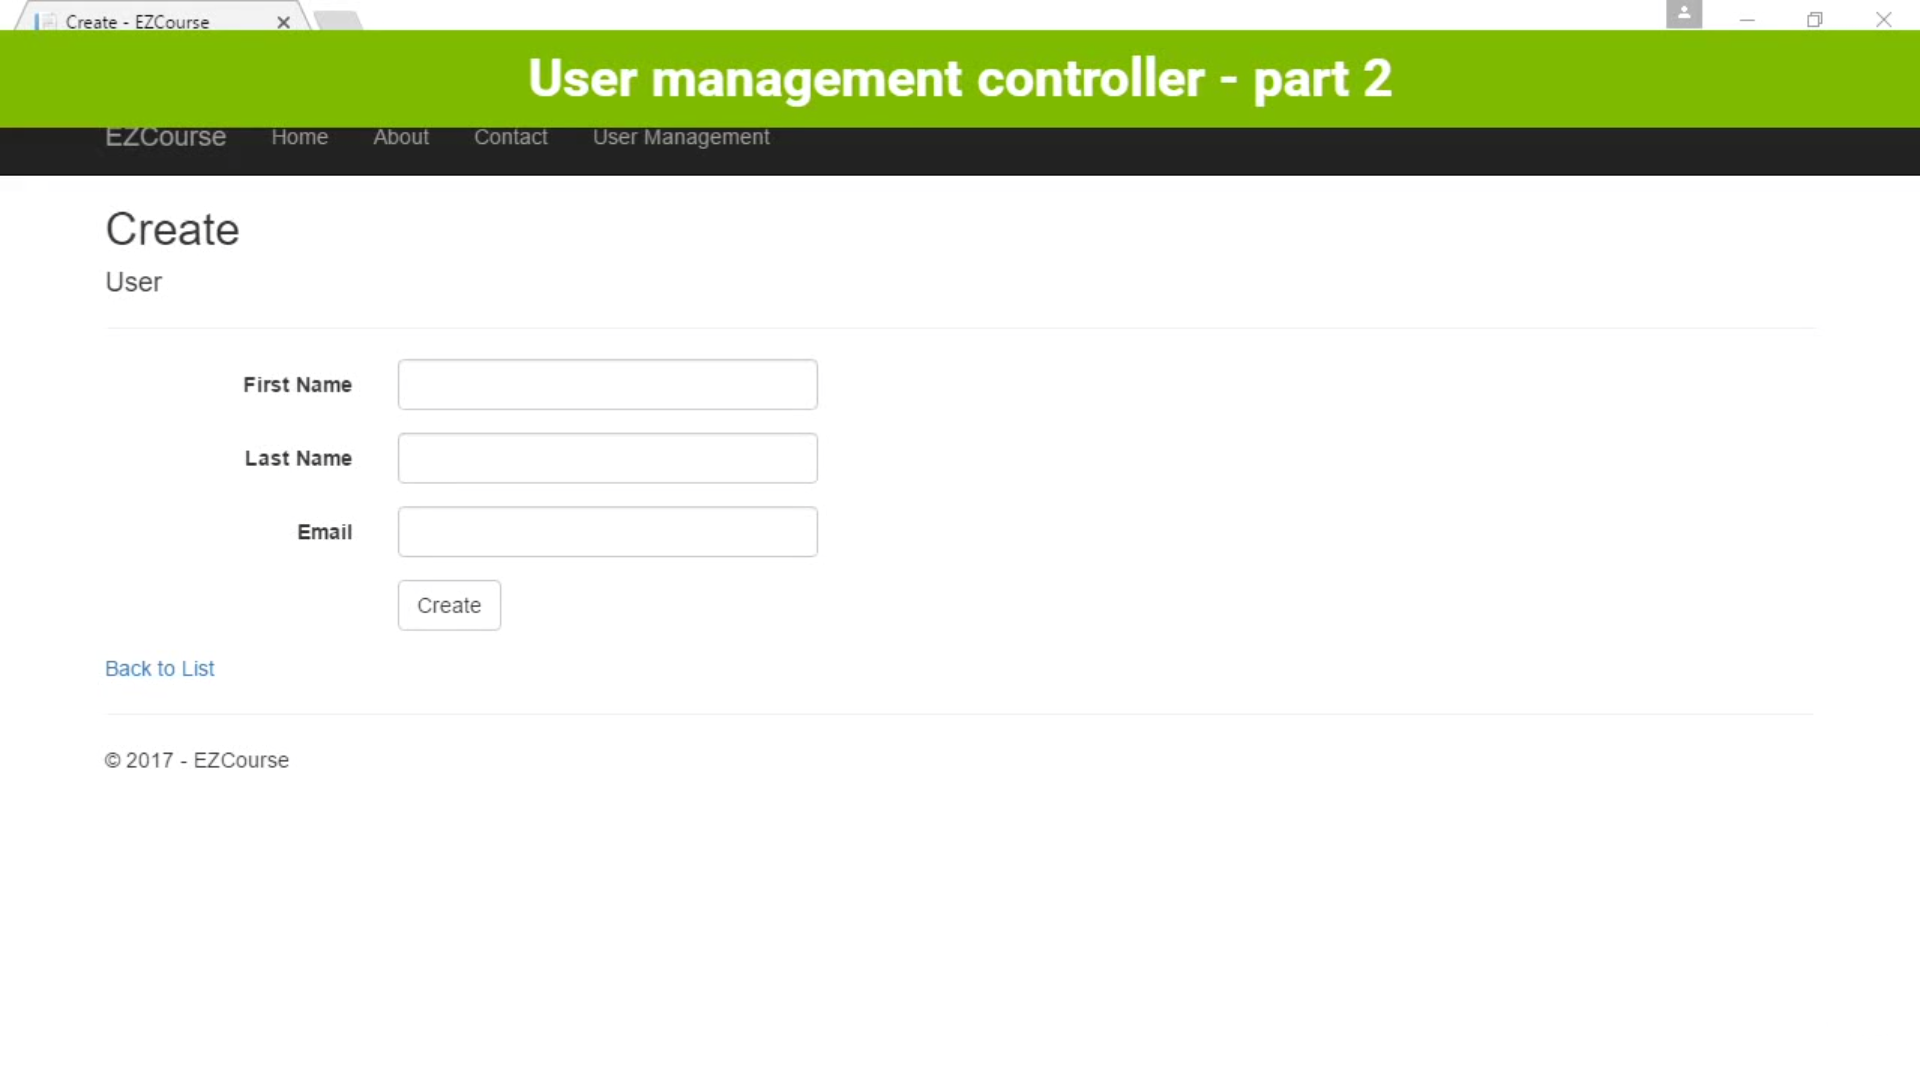 Create - EZCourse
User management controller - part 2
EZCourse Home About Contact User Management
Create
User
First Name
Last Name
Email
Create
Back to List
© 2017 - EZCourse